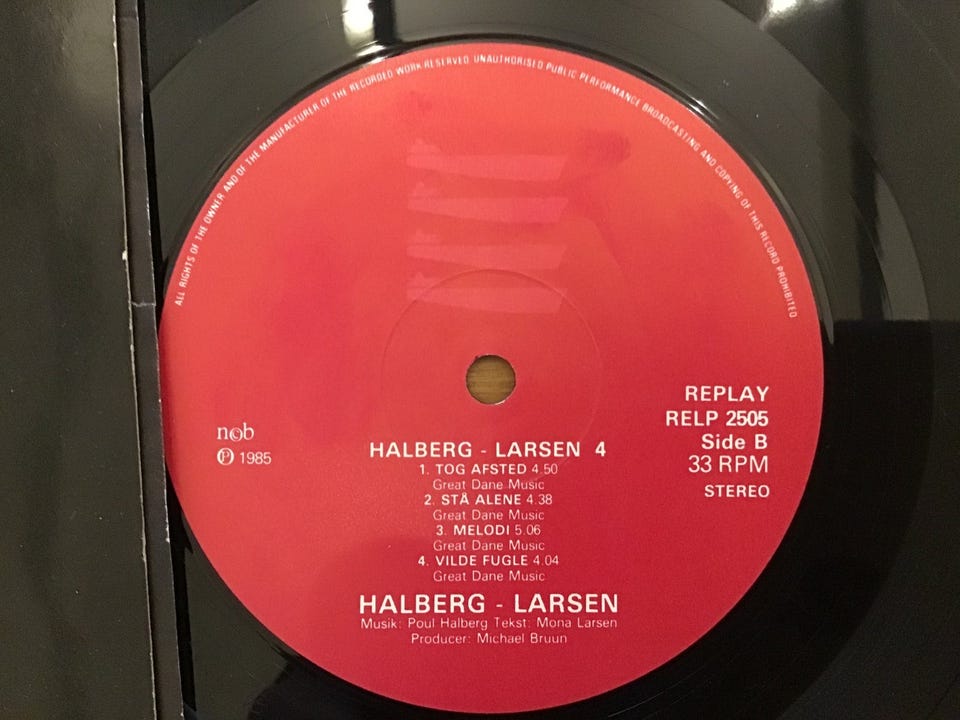 ALL RIGHTS OF THE OWNER AND OF THE MANUFACTURER OF THE RECORDED WORK RESERVED UNAUTHORISED PUBLIC PERFORMANCE BROADCASTING AND COPYING OF THIS RECORD PROHIBITED
REPLAY
RELP 2505
Side B
33 RPM
STEREO
ncb
Ⓟ 1985
HALBERG - LARSEN 4
1. TOG AFSTED 4.50
Great Dane Music
2. STÅ ALENE 4.38
Great Dane Music
3. MELODI 5.06
Great Dane Music
4. VILDE FUGLE 4.04
Great Dane Music
HALBERG - LARSEN
Musik: Poul Halberg Tekst: Mona Larsen
Producer: Michael Bruun